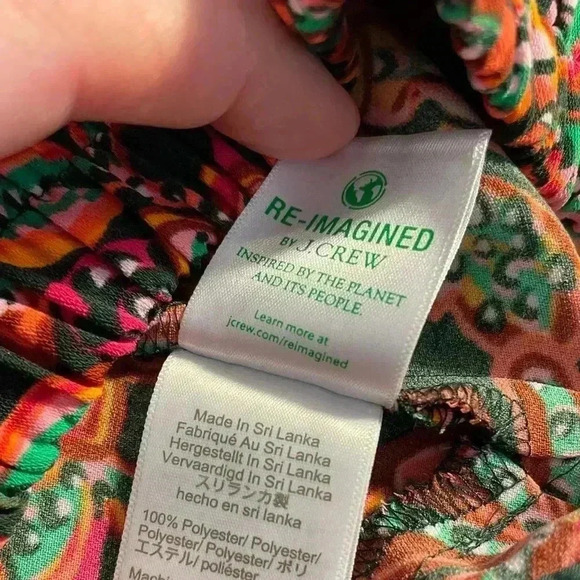 RE-IMAGINED
BY J.CREW
INSPIRED BY THE PLANET
AND ITS PEOPLE.
Learn more at
jcrew.com/reimagined
Made In Sri Lanka
Fabriqué Au Sri Lanka
Hergestellt In Sri Lanka
Vervaardigd In Sri Lanka
スリランカ製
hecho en sri lanka
100% Polyester/ Polyester/
Polyester/ Polyester/ ポリ
エステル/ poliéster